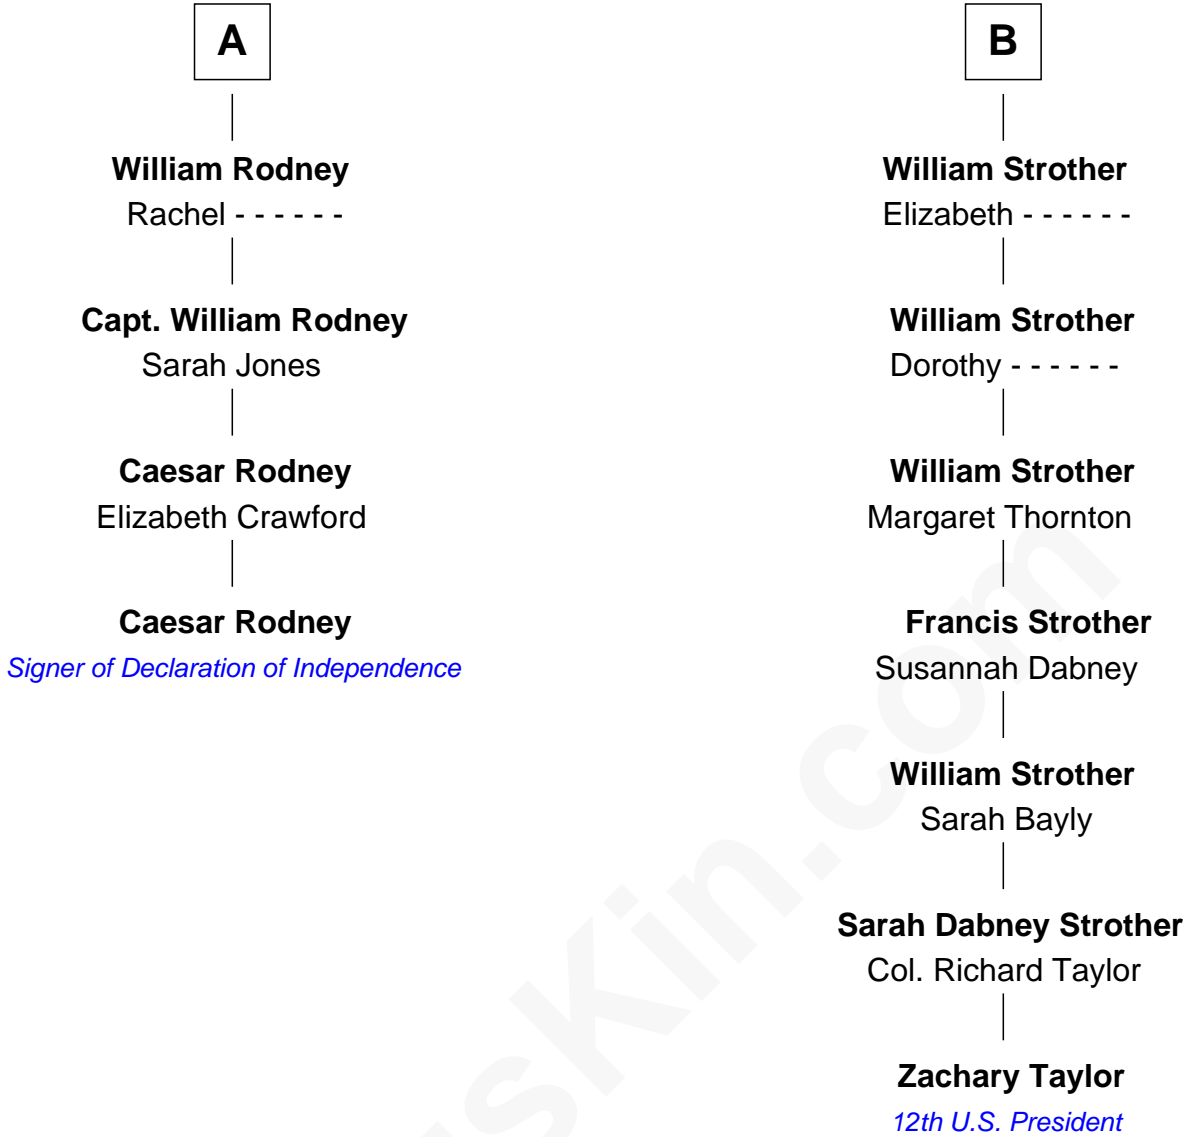 A
William Rodney
Rachel - - - - - -
Capt. William Rodney
Sarah Jones
Caesar Rodney
Elizabeth Crawford
Caesar Rodney
Signer of Declaration of Independence
B
William Strother
Elizabeth - - - - - -
William Strother
Dorothy - - - - - -
William Strother
Margaret Thornton
Francis Strother
Susannah Dabney
William Strother
Sarah Bayly
Sarah Dabney Strother
Col. Richard Taylor
Zachary Taylor
12th U.S. President
sKin.com